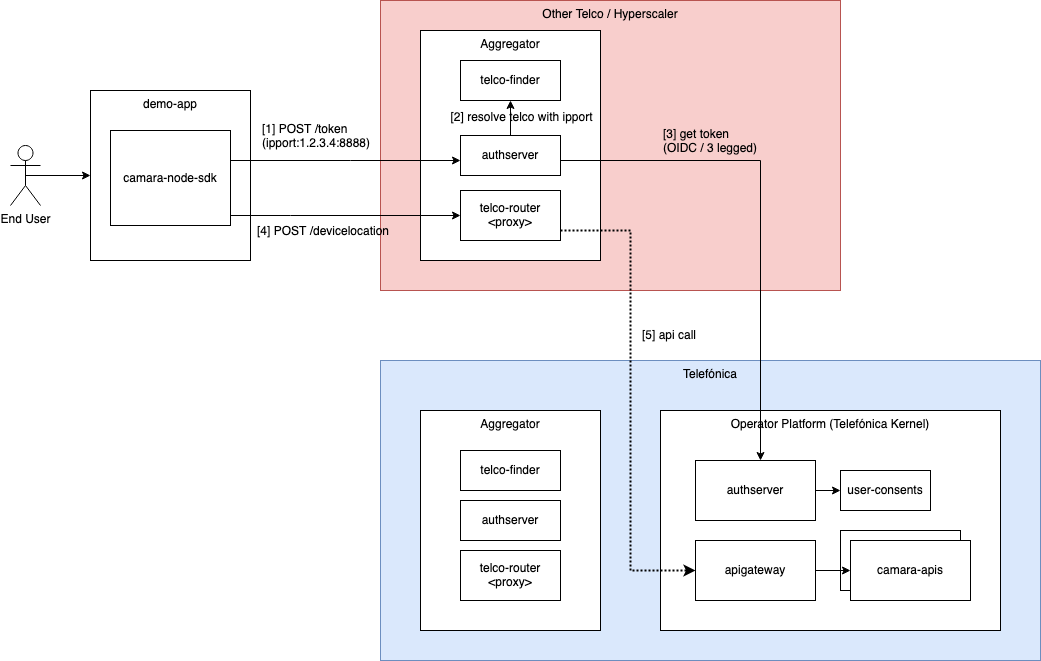 Other Telco / Hyperscaler
Aggregator
telco-finder
[2] resolve telco with ipport
authserver
telco-router
<proxy>
demo-app
camara-node-sdk
End User
[1] POST /token
(ipport:1.2.3.4:8888)
[4] POST /devicelocation
[3] get token
(OIDC / 3 legged)
[5] api call
Telefónica
Aggregator
telco-finder
authserver
telco-router
<proxy>
Operator Platform (Telefónica Kernel)
authserver
user-consents
apigateway
camara-apis